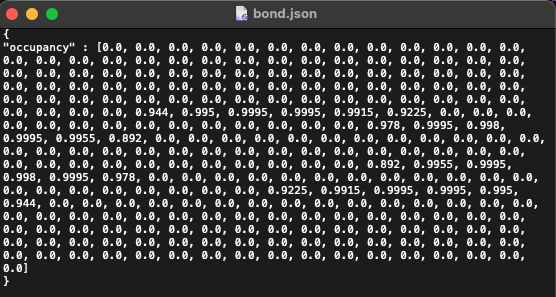 bond.json
{
"occupancy" : [0.0, 0.0, 0.0, 0.0, 0.0, 0.0, 0.0, 0.0, 0.0, 0.0, 0.0, 0.0, 0.0,
0.0, 0.0, 0.0, 0.0, 0.0, 0.0, 0.0, 0.0, 0.0, 0.0, 0.0, 0.0, 0.0, 0.0, 0.0, 0.0,
0.0, 0.0, 0.0, 0.0, 0.0, 0.0, 0.0, 0.0, 0.0, 0.0, 0.0, 0.0, 0.0, 0.0, 0.0, 0.0,
0.0, 0.0, 0.0, 0.0, 0.0, 0.0, 0.0, 0.0, 0.0, 0.0, 0.0, 0.0, 0.0, 0.0, 0.0, 0.0,
0.0, 0.0, 0.0, 0.0, 0.0, 0.0, 0.0, 0.0, 0.0, 0.0, 0.0, 0.0, 0.0, 0.0, 0.0, 0.0,
0.0, 0.0, 0.0, 0.0, 0.944, 0.995, 0.9995, 0.9995, 0.9915, 0.9225, 0.0, 0.0, 0.0,
0.0, 0.0, 0.0, 0.0, 0.0, 0.0, 0.0, 0.0, 0.0, 0.0, 0.0, 0.978, 0.9995, 0.998,
0.9995, 0.9955, 0.892, 0.0, 0.0, 0.0, 0.0, 0.0, 0.0, 0.0, 0.0, 0.0, 0.0, 0.0, 0.0,
0.0, 0.0, 0.0, 0.0, 0.0, 0.0, 0.0, 0.0, 0.0, 0.0, 0.0, 0.0, 0.0, 0.0, 0.0, 0.0,
0.0, 0.0, 0.0, 0.0, 0.0, 0.0, 0.0, 0.0, 0.0, 0.0, 0.0, 0.892, 0.9955, 0.9995,
0.998, 0.9995, 0.978, 0.0, 0.0, 0.0, 0.0, 0.0, 0.0, 0.0, 0.0, 0.0, 0.0, 0.0,
0.0, 0.0, 0.0, 0.0, 0.0, 0.0, 0.0, 0.0, 0.9225, 0.9915, 0.9995, 0.9995, 0.995,
0.944, 0.0, 0.0, 0.0, 0.0, 0.0, 0.0, 0.0, 0.0, 0.0, 0.0, 0.0, 0.0, 0.0, 0.0, 0.0,
0.0, 0.0, 0.0, 0.0, 0.0, 0.0, 0.0, 0.0, 0.0, 0.0, 0.0, 0.0, 0.0, 0.0, 0.0, 0.0,
0.0, 0.0, 0.0, 0.0, 0.0, 0.0, 0.0, 0.0, 0.0, 0.0, 0.0, 0.0, 0.0, 0.0, 0.0, 0.0,
0.0, 0.0, 0.0, 0.0, 0.0, 0.0, 0.0, 0.0, 0.0, 0.0, 0.0, 0.0, 0.0, 0.0, 0.0, 0.0,
0.0, 0.0, 0.0, 0.0, 0.0, 0.0, 0.0, 0.0, 0.0, 0.0, 0.0, 0.0, 0.0, 0.0, 0.0, 0.0,
0.0]
}